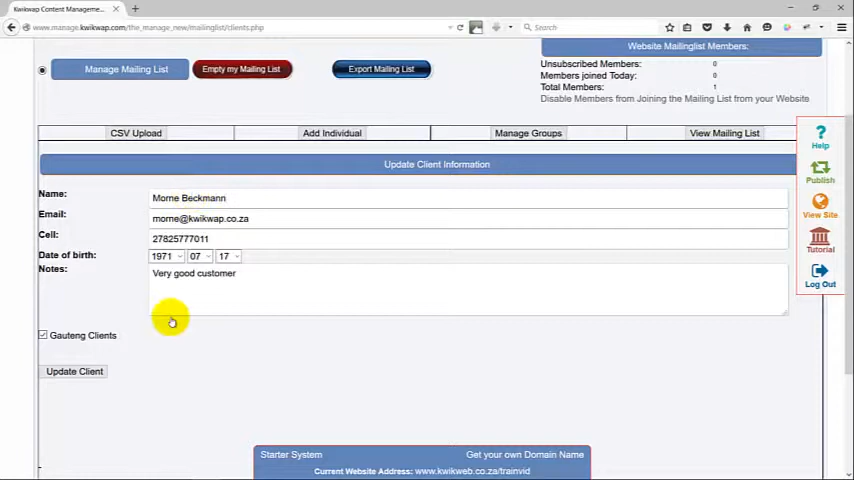 Kwikwap Content Manageme...
www.manage.kwikwap.com/the_manage_new/mailinglist/clients.php
Search
Manage Mailing List
Empty my Mailing List
Export Mailing List
Website Mailinglist Members:
Unsubscribed Members: 0
Members joined Today: 0
Total Members: 1
Disable Members from Joining the Mailing List from your Website
CSV Upload
Add Individual
Manage Groups
View Mailing List
Update Client Information
Name: Morne Beckmann
Email: morne@kwikwap.co.za
Cell: 27825777011
Date of birth: 1971 07 17
Notes: Very good customer
Gauteng Clients
Update Client
Help
Publish
View Site
Tutorial
Log Out
Starter System
Get your own Domain Name
Current Website Address: www.kwikweb.co.za/trainvid